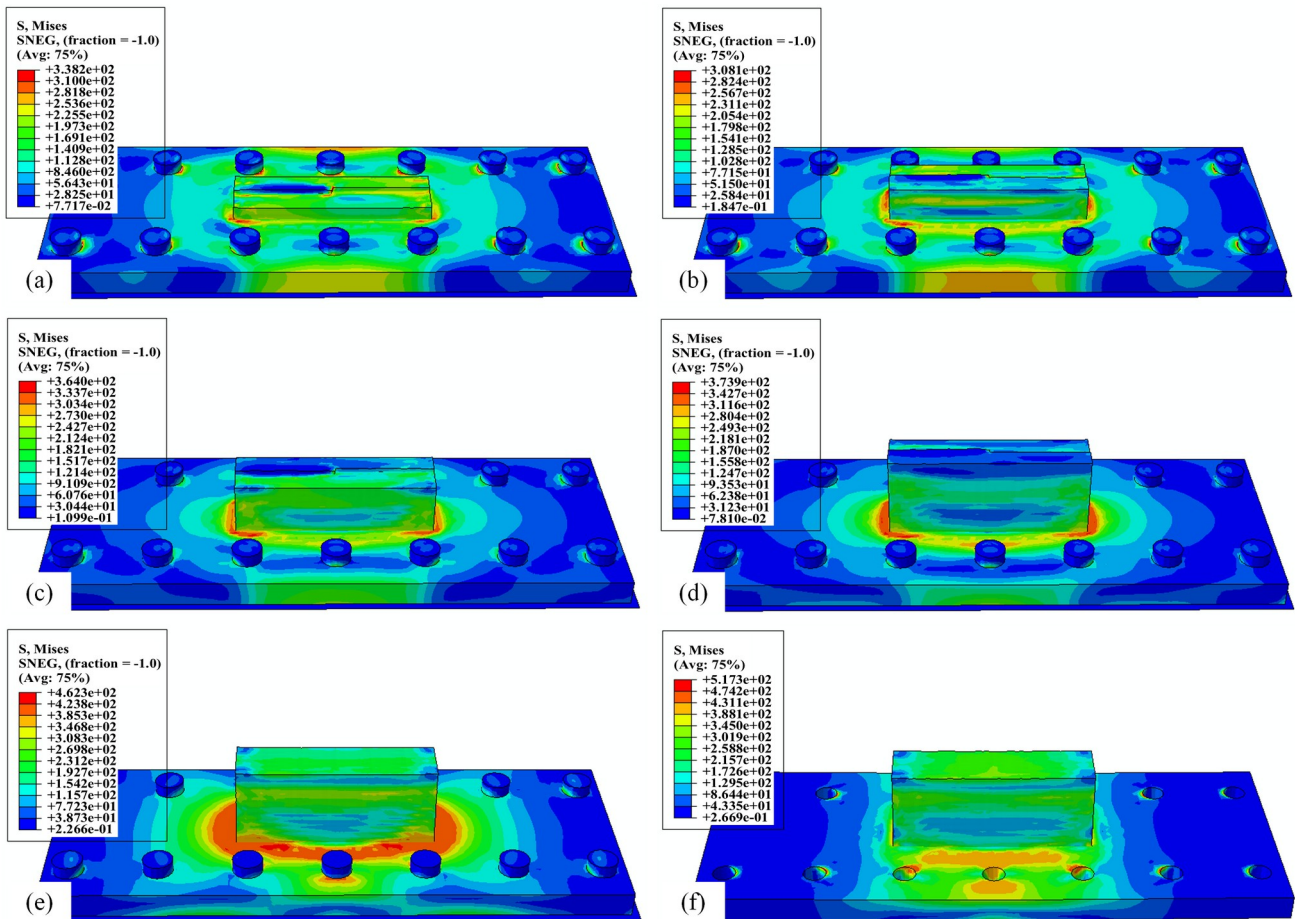 S, Mises
SNEG, (fraction = -1.0)
(Avg: 75%)
+3.382e+02
+3.100e+02
+2.818e+02
+2.536e+02
+2.255e+02
+1.973e+02
+1.691e+02
+1.409e+02
+1.128e+02
+8.460e+01
+5.643e+01
+2.825e+01
+7.717e-02
(a)
S, Mises
SNEG, (fraction = -1.0)
(Avg: 75%)
+3.081e+02
+2.824e+02
+2.567e+02
+2.311e+02
+2.054e+02
+1.798e+02
+1.541e+02
+1.285e+02
+1.028e+02
+7.715e+01
+5.150e+01
+2.584e+01
+1.847e-01
(b)
S, Mises
SNEG, (fraction = -1.0)
(Avg: 75%)
+3.640e+02
+3.337e+02
+3.034e+02
+2.730e+02
+2.427e+02
+2.124e+02
+1.821e+02
+1.517e+02
+1.214e+02
+9.109e+01
+6.076e+01
+3.044e+01
+1.099e-01
(c)
S, Mises
SNEG, (fraction = -1.0)
(Avg: 75%)
+3.739e+02
+3.427e+02
+3.116e+02
+2.804e+02
+2.493e+02
+2.181e+02
+1.870e+02
+1.558e+02
+1.247e+02
+9.353e+01
+6.238e+01
+3.123e+01
+7.810e-02
(d)
S, Mises
SNEG, (fraction = -1.0)
(Avg: 75%)
+4.623e+02
+4.238e+02
+3.853e+02
+3.468e+02
+3.083e+02
+2.698e+02
+2.312e+02
+1.927e+02
+1.542e+02
+1.157e+02
+7.723e+01
+3.873e+01
+2.266e-01
(e)
S, Mises
(Avg: 75%)
+5.173e+02
+4.742e+02
+4.311e+02
+3.881e+02
+3.450e+02
+3.019e+02
+2.588e+02
+2.157e+02
+1.726e+02
+1.295e+02
+8.644e+01
+4.335e+01
+2.669e-01
(f)